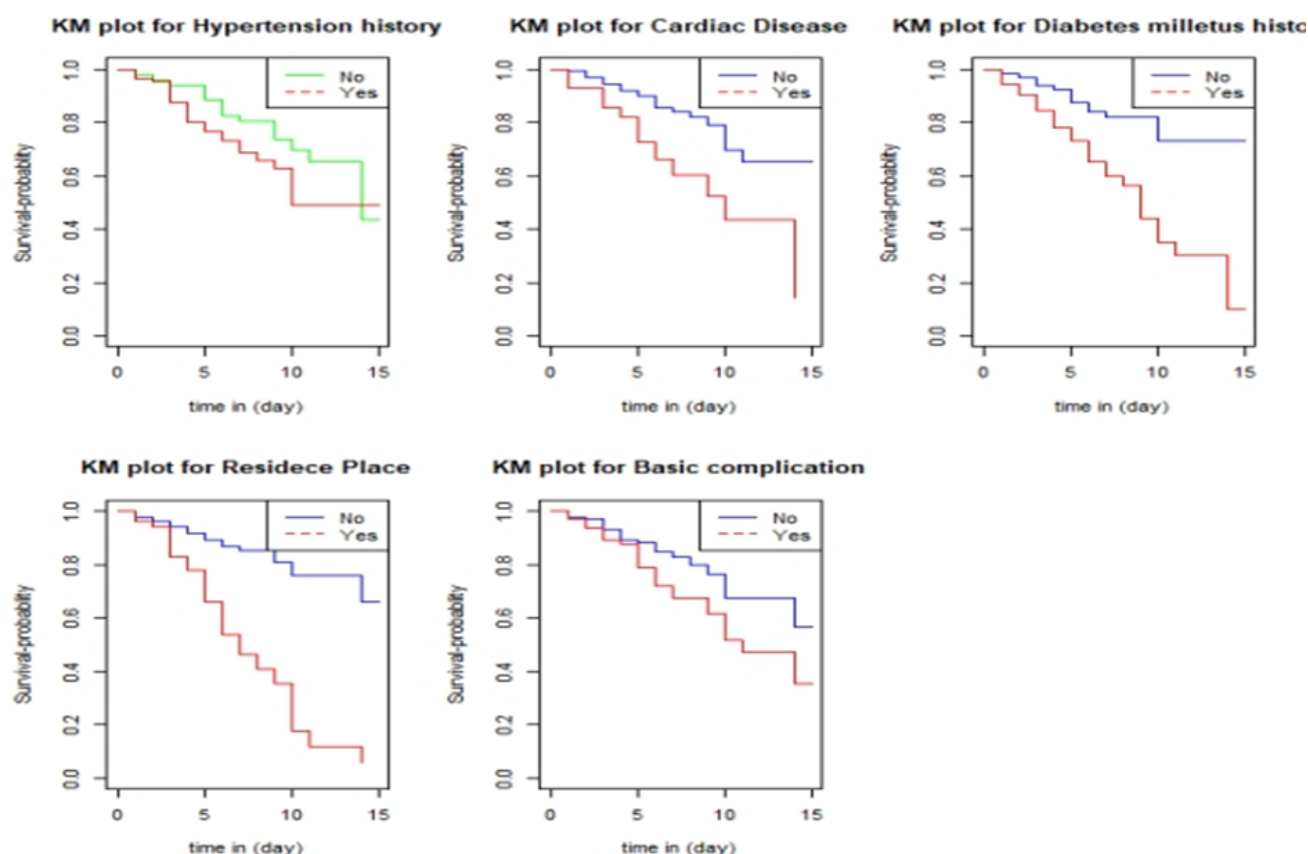 KM plot for Hypertension history
No
Yes
Survival-probablity
0.0 0.2 0.4 0.6 0.8 1.0
0 5 10 15
time in (day)
KM plot for Cardiac Disease
No
Yes
Survival-probablity
0.0 0.2 0.4 0.6 0.8 1.0
0 5 10 15
time in (day)
KM plot for Diabetes milletus histo
No
Yes
Survival-probablity
0.0 0.2 0.4 0.6 0.8 1.0
0 5 10 15
time in (day)
KM plot for Residece Place
No
Yes
Survival-probablity
0.0 0.2 0.4 0.6 0.8 1.0
0 5 10 15
time in (day)
KM plot for Basic complication
No
Yes
Survival-probablity
0.0 0.2 0.4 0.6 0.8 1.0
0 5 10 15
time in (day)